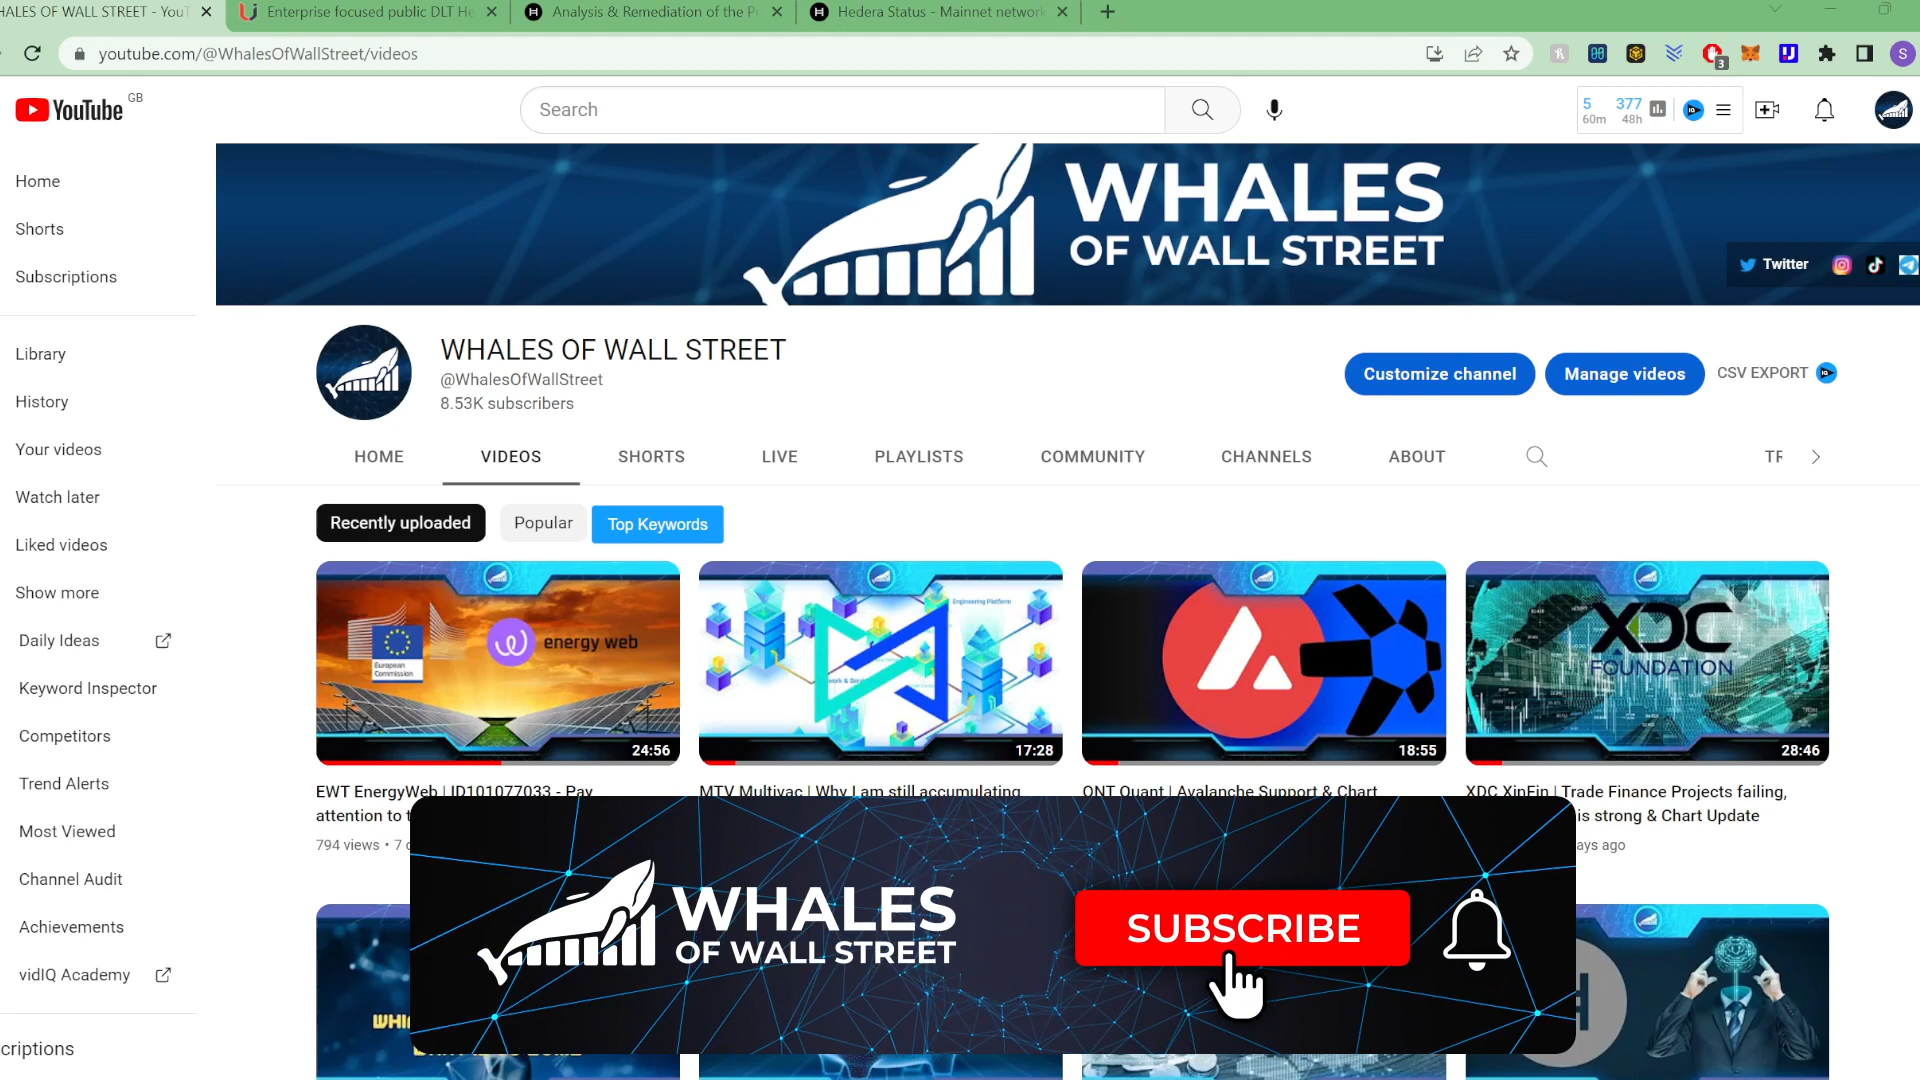 HALES OF WALL STREET - YouT
Enterprise focused public DLT He
Analysis & Remediation of the P
Hedera Status - Mainnet network
youtube.com/@WhalesOfWallStreet/videos
3
S
YouTube GB
Search
5 377
60m 48h
Home
Shorts
Subscriptions
Library
History
Your videos
Watch later
Liked videos
Show more
Daily Ideas
Keyword Inspector
Competitors
Trend Alerts
Most Viewed
Channel Audit
Achievements
vidIQ Academy
criptions
WHALES
OF WALL STREET
Twitter
WHALES OF WALL STREET
@WhalesOfWallStreet
8.53K subscribers
Customize channel
Manage videos
CSV EXPORT
HOME
VIDEOS
SHORTS
LIVE
PLAYLISTS
COMMUNITY
CHANNELS
ABOUT
Recently uploaded
Popular
Top Keywords
European
Commission
energy web
24:56
Engineering Platform
17:28
18:55
XDC
FOUNDATION
28:46
EWT EnergyWeb | ID101077033 - Pay
attention to t
794 views • 7 d
MTV Multivac | Why I am still accumulating
QNT Quant | Avalanche Support & Chart
XDC XinFin | Trade Finance Projects failing,
is strong & Chart Update
ays ago
WHALES
OF WALL STREET
SUBSCRIBE